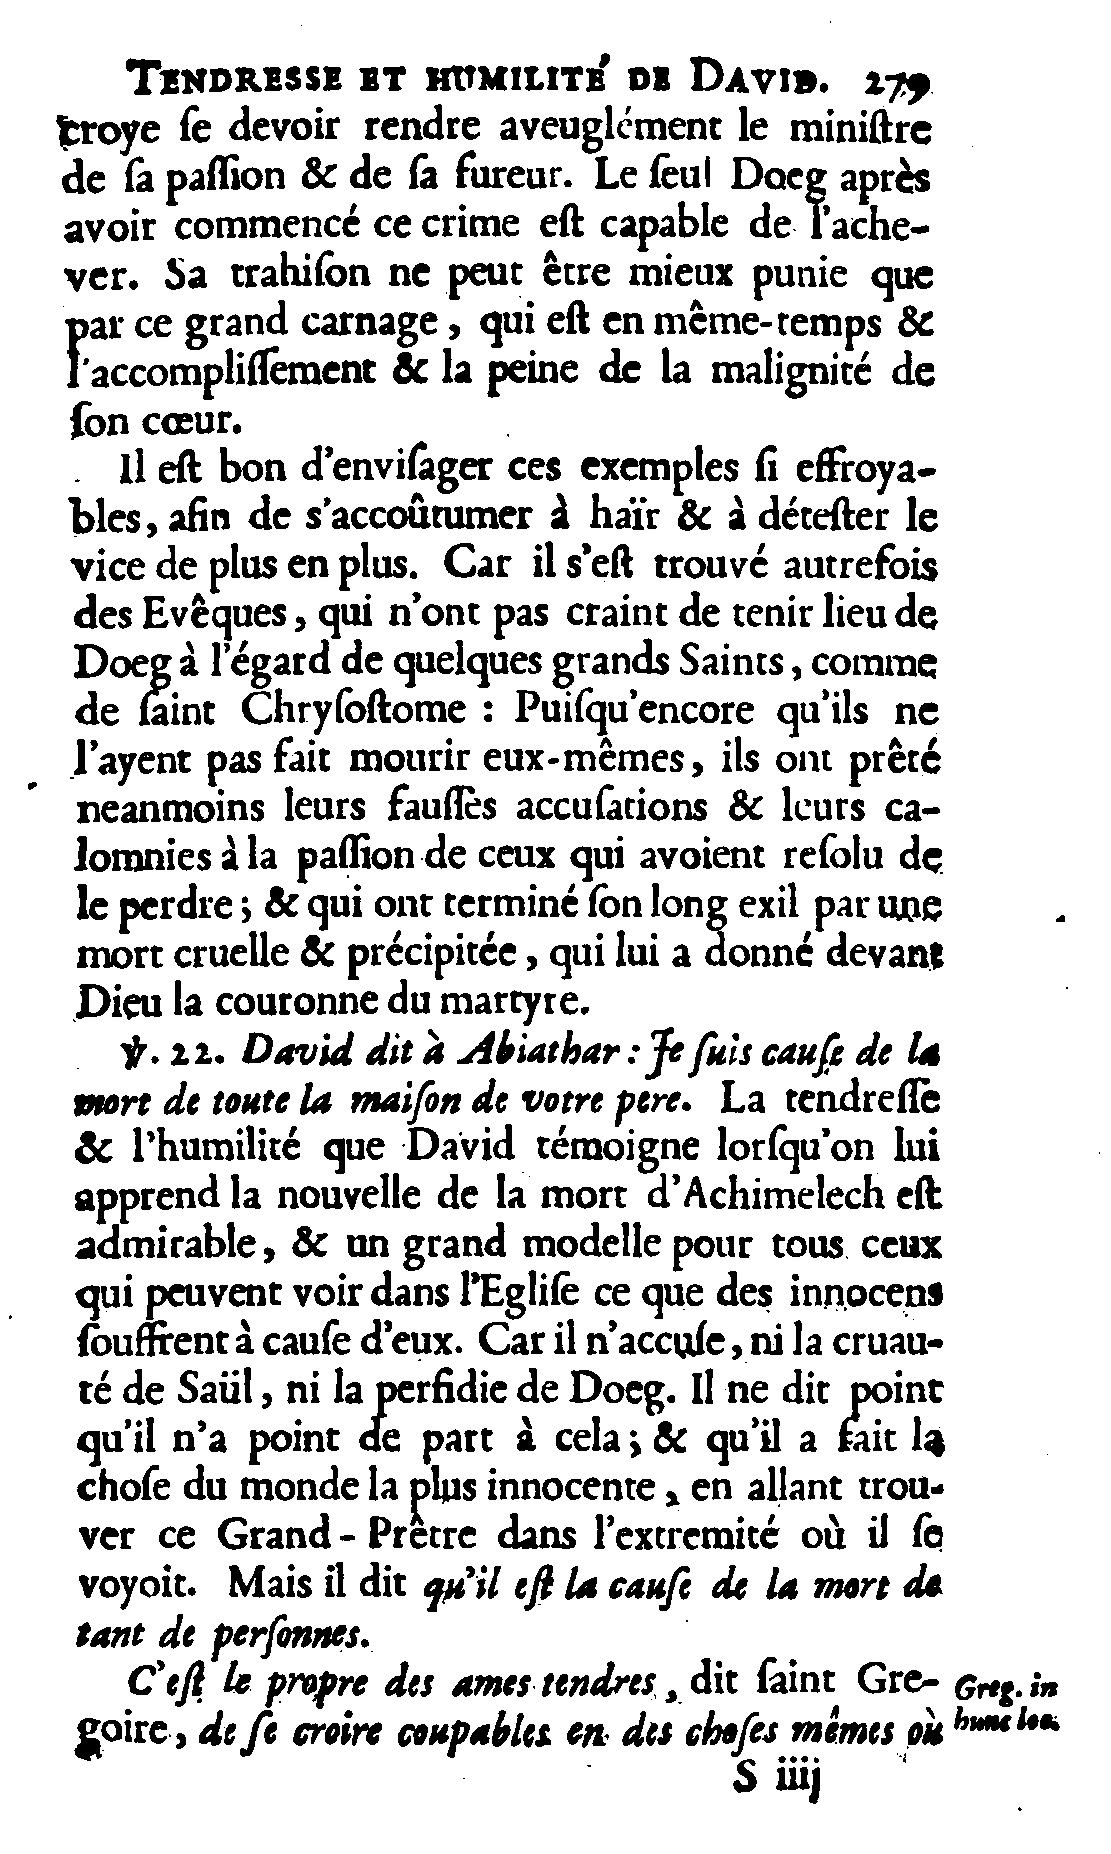 TENDRESSE ET HUMILITÉ DE DAVID. 279
croye ſe devoir rendre aveuglément le miniſtre
de ſa paſſion & de ſa fureur. Le ſeul Doeg après
avoir commencé ce crime eſt capable de l'ache-
ver. Sa trahiſon ne peut être mieux punie que
par ce grand carnage, qui eſt en même-temps &
l'accompliſſement & la peine de la malignité de
ſon cœur.
Il eſt bon d'enviſager ces exemples ſi effroya-
bles, afin de s'accoûtumer à haïr & à déteſter le
vice de plus en plus. Car il s'eſt trouvé autrefois
des Evêques, qui n'ont pas craint de tenir lieu de
Doeg à l'égard de quelques grands Saints, comme
de ſaint Chryſoſtome : Puiſqu'encore qu'ils ne
l'ayent pas fait mourir eux-mêmes, ils ont prêté
neanmoins leurs fauſſes accuſations & leurs ca-
lomnies à la paſſion de ceux qui avoient reſolu de
le perdre ; & qui ont terminé ſon long exil par une
mort cruelle & précipitée, qui lui a donné devant
Dieu la couronne du martyre.
℣. 22. David dit à Abiathar : Je ſuis cauſe de la
mort de toute la maiſon de votre pere. La tendreſſe
& l'humilité que David témoigne lorſqu'on lui
apprend la nouvelle de la mort d'Achimelech eſt
admirable, & un grand modelle pour tous ceux
qui peuvent voir dans l'Egliſe ce que des innocens
ſouffrent à cauſe d'eux. Car il n'accuſe, ni la cruau-
té de Saül, ni la perfidie de Doeg. Il ne dit point
qu'il n'a point de part à cela ; & qu'il a fait la
choſe du monde la plus innocente, en allant trou-
ver ce Grand-Prêtre dans l'extremité où il ſe
voyoit. Mais il dit qu'il eſt la cauſe de la mort de
tant de perſonnes.
C'eſt le propre des ames tendres, dit ſaint Gre-
goire, de ſe croire coupables en des choſes mêmes où
Greg. in
hunc loc.
S iiij